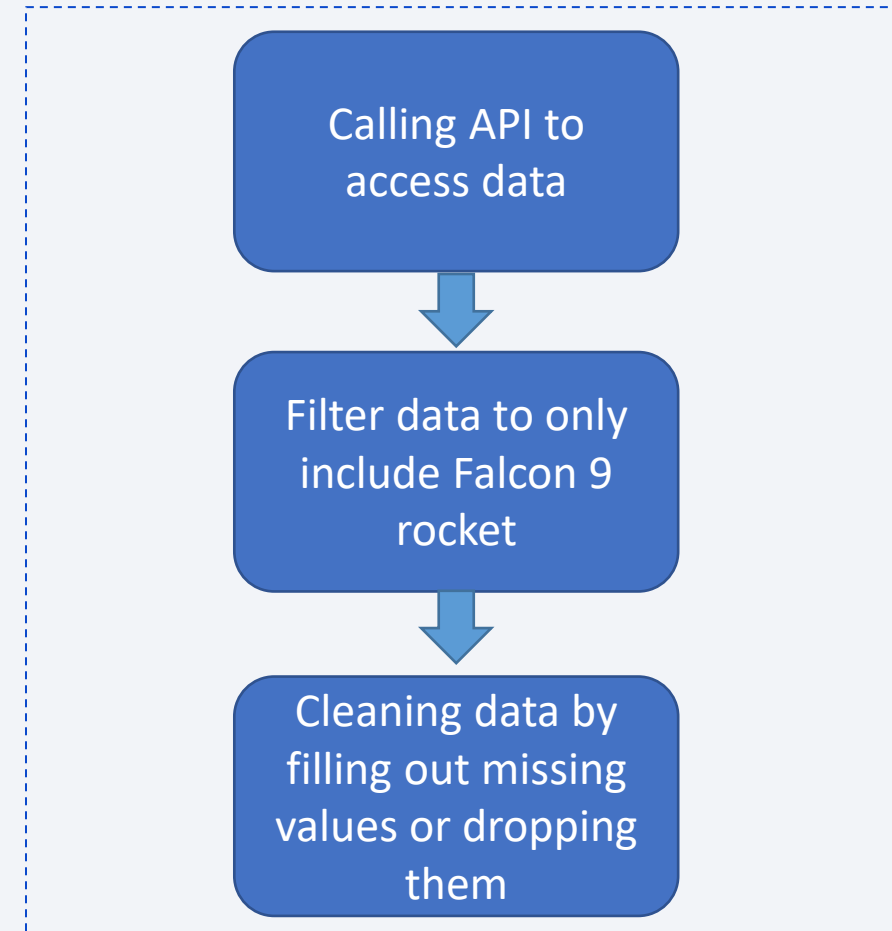 Calling API to
access data
Filter data to only
include Falcon 9
rocket
Cleaning data by
filling out missing
values or dropping
them